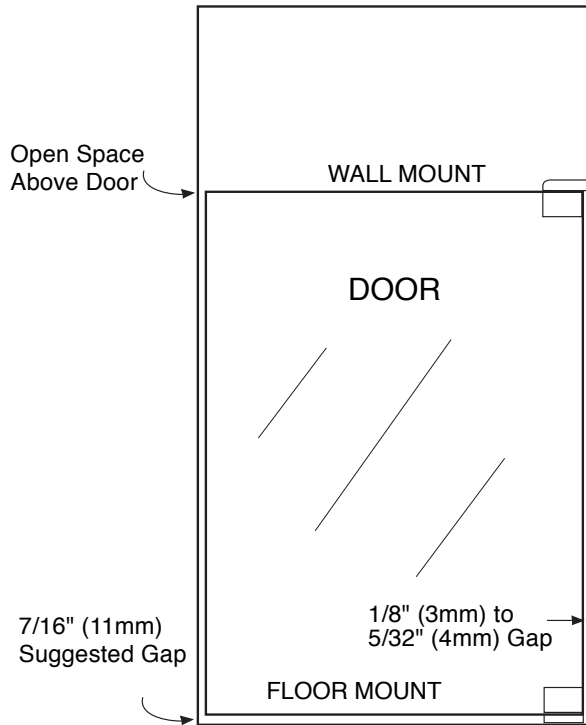 Open Space
Above Door
WALL MOUNT
DOOR
7/16" (11mm)
Suggested Gap
1/8" (3mm) to
5/32" (4mm) Gap
FLOOR MOUNT